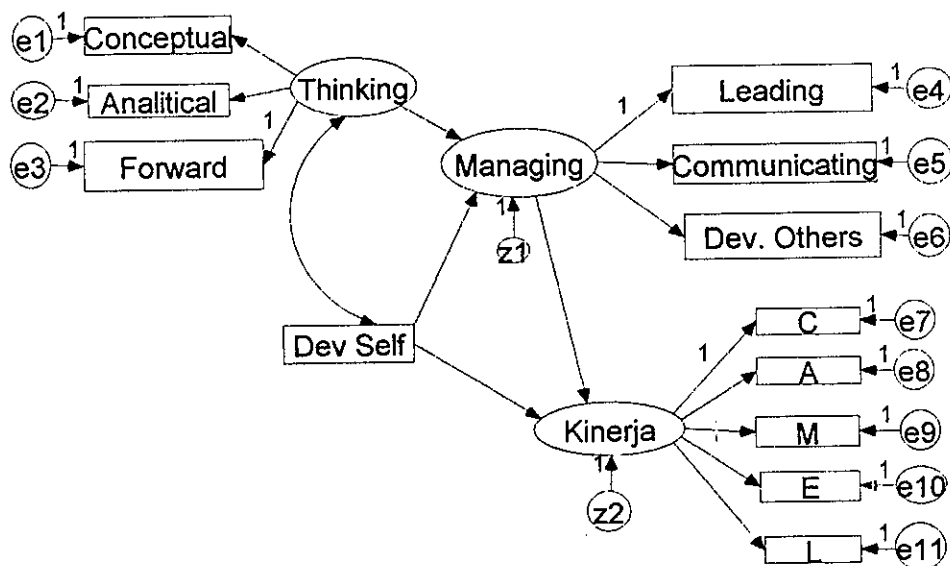 e1 1 Conceptual
e2 1 Analitical
e3 1 Forward
Thinking
1
Managing
1
z1
1 Leading 1 e4
Communicating 1 e5
Dev. Others 1 e6
Dev Self
Kinerja
1
z2
1 C 1 e7
A 1 e8
M 1 e9
E 1 e10
L 1 e11